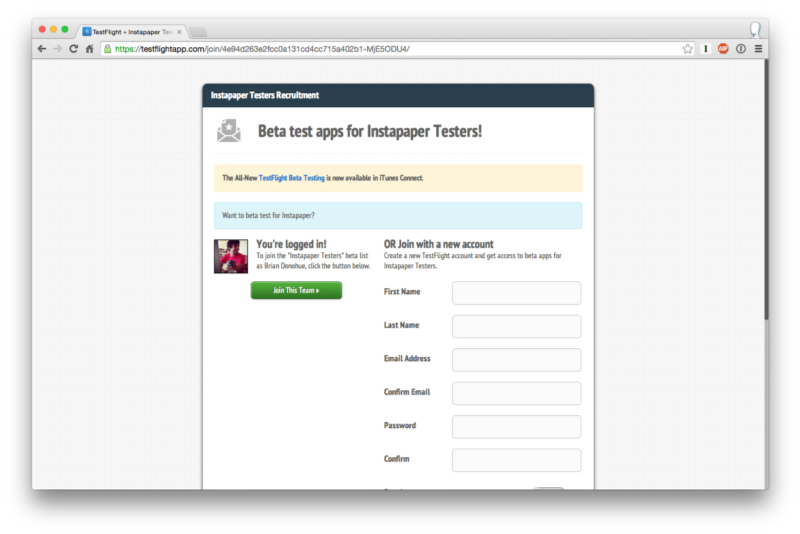 TestFlight » Instapaper Tes
https://testflightapp.com/join/4e94d263e2fcc0a131cd4cc715a402b1-MjE5ODU4/
Instapaper Testers Recruitment
Beta test apps for Instapaper Testers!
The All-New TestFlight Beta Testing is now available in iTunes Connect.
Want to beta test for Instapaper?
You're logged in!
To join the "Instapaper Testers" beta list
as Brian Donohue, click the button below.
Join This Team
OR Join with a new account
Create a new TestFlight account and get access to beta apps for
Instapaper Testers.
First Name
Last Name
Email Address
Confirm Email
Password
Confirm